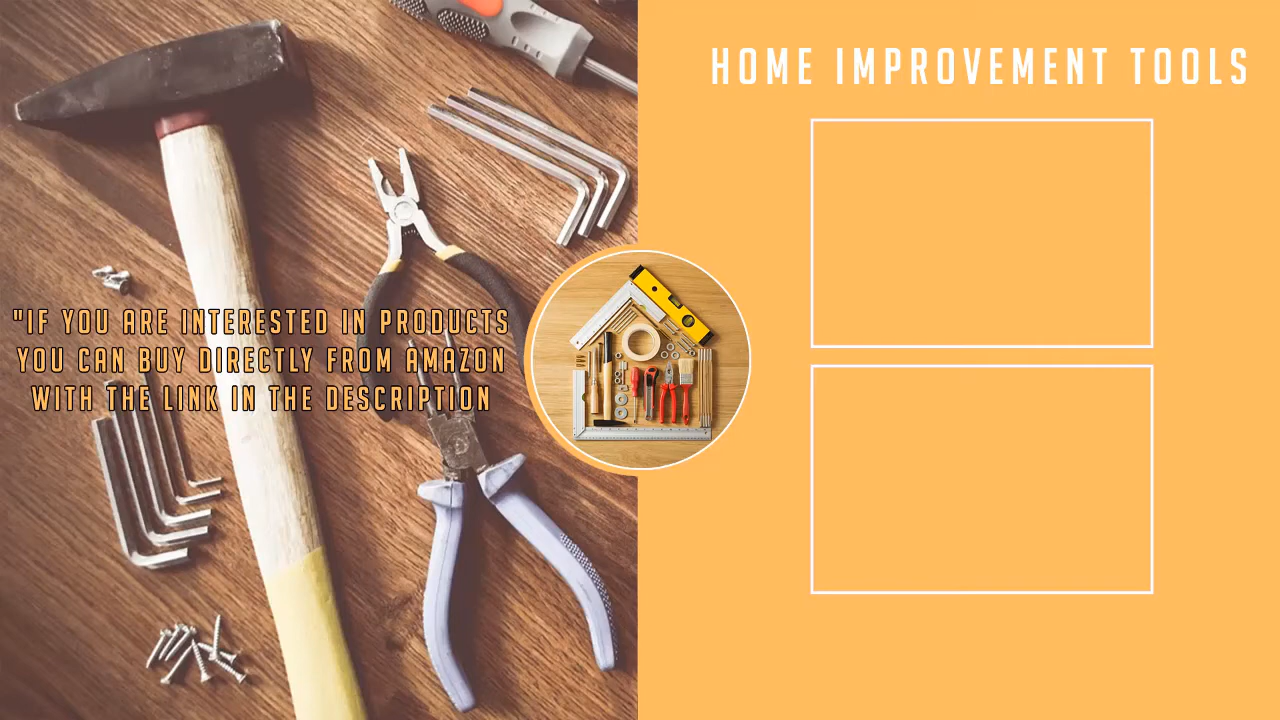 HOME IMPROVEMENT TOOLS
"IF YOU ARE INTERESTED IN PRODUCTS
YOU CAN BUY DIRECTLY FROM AMAZON
WITH THE LINK IN THE DESCRIPTION